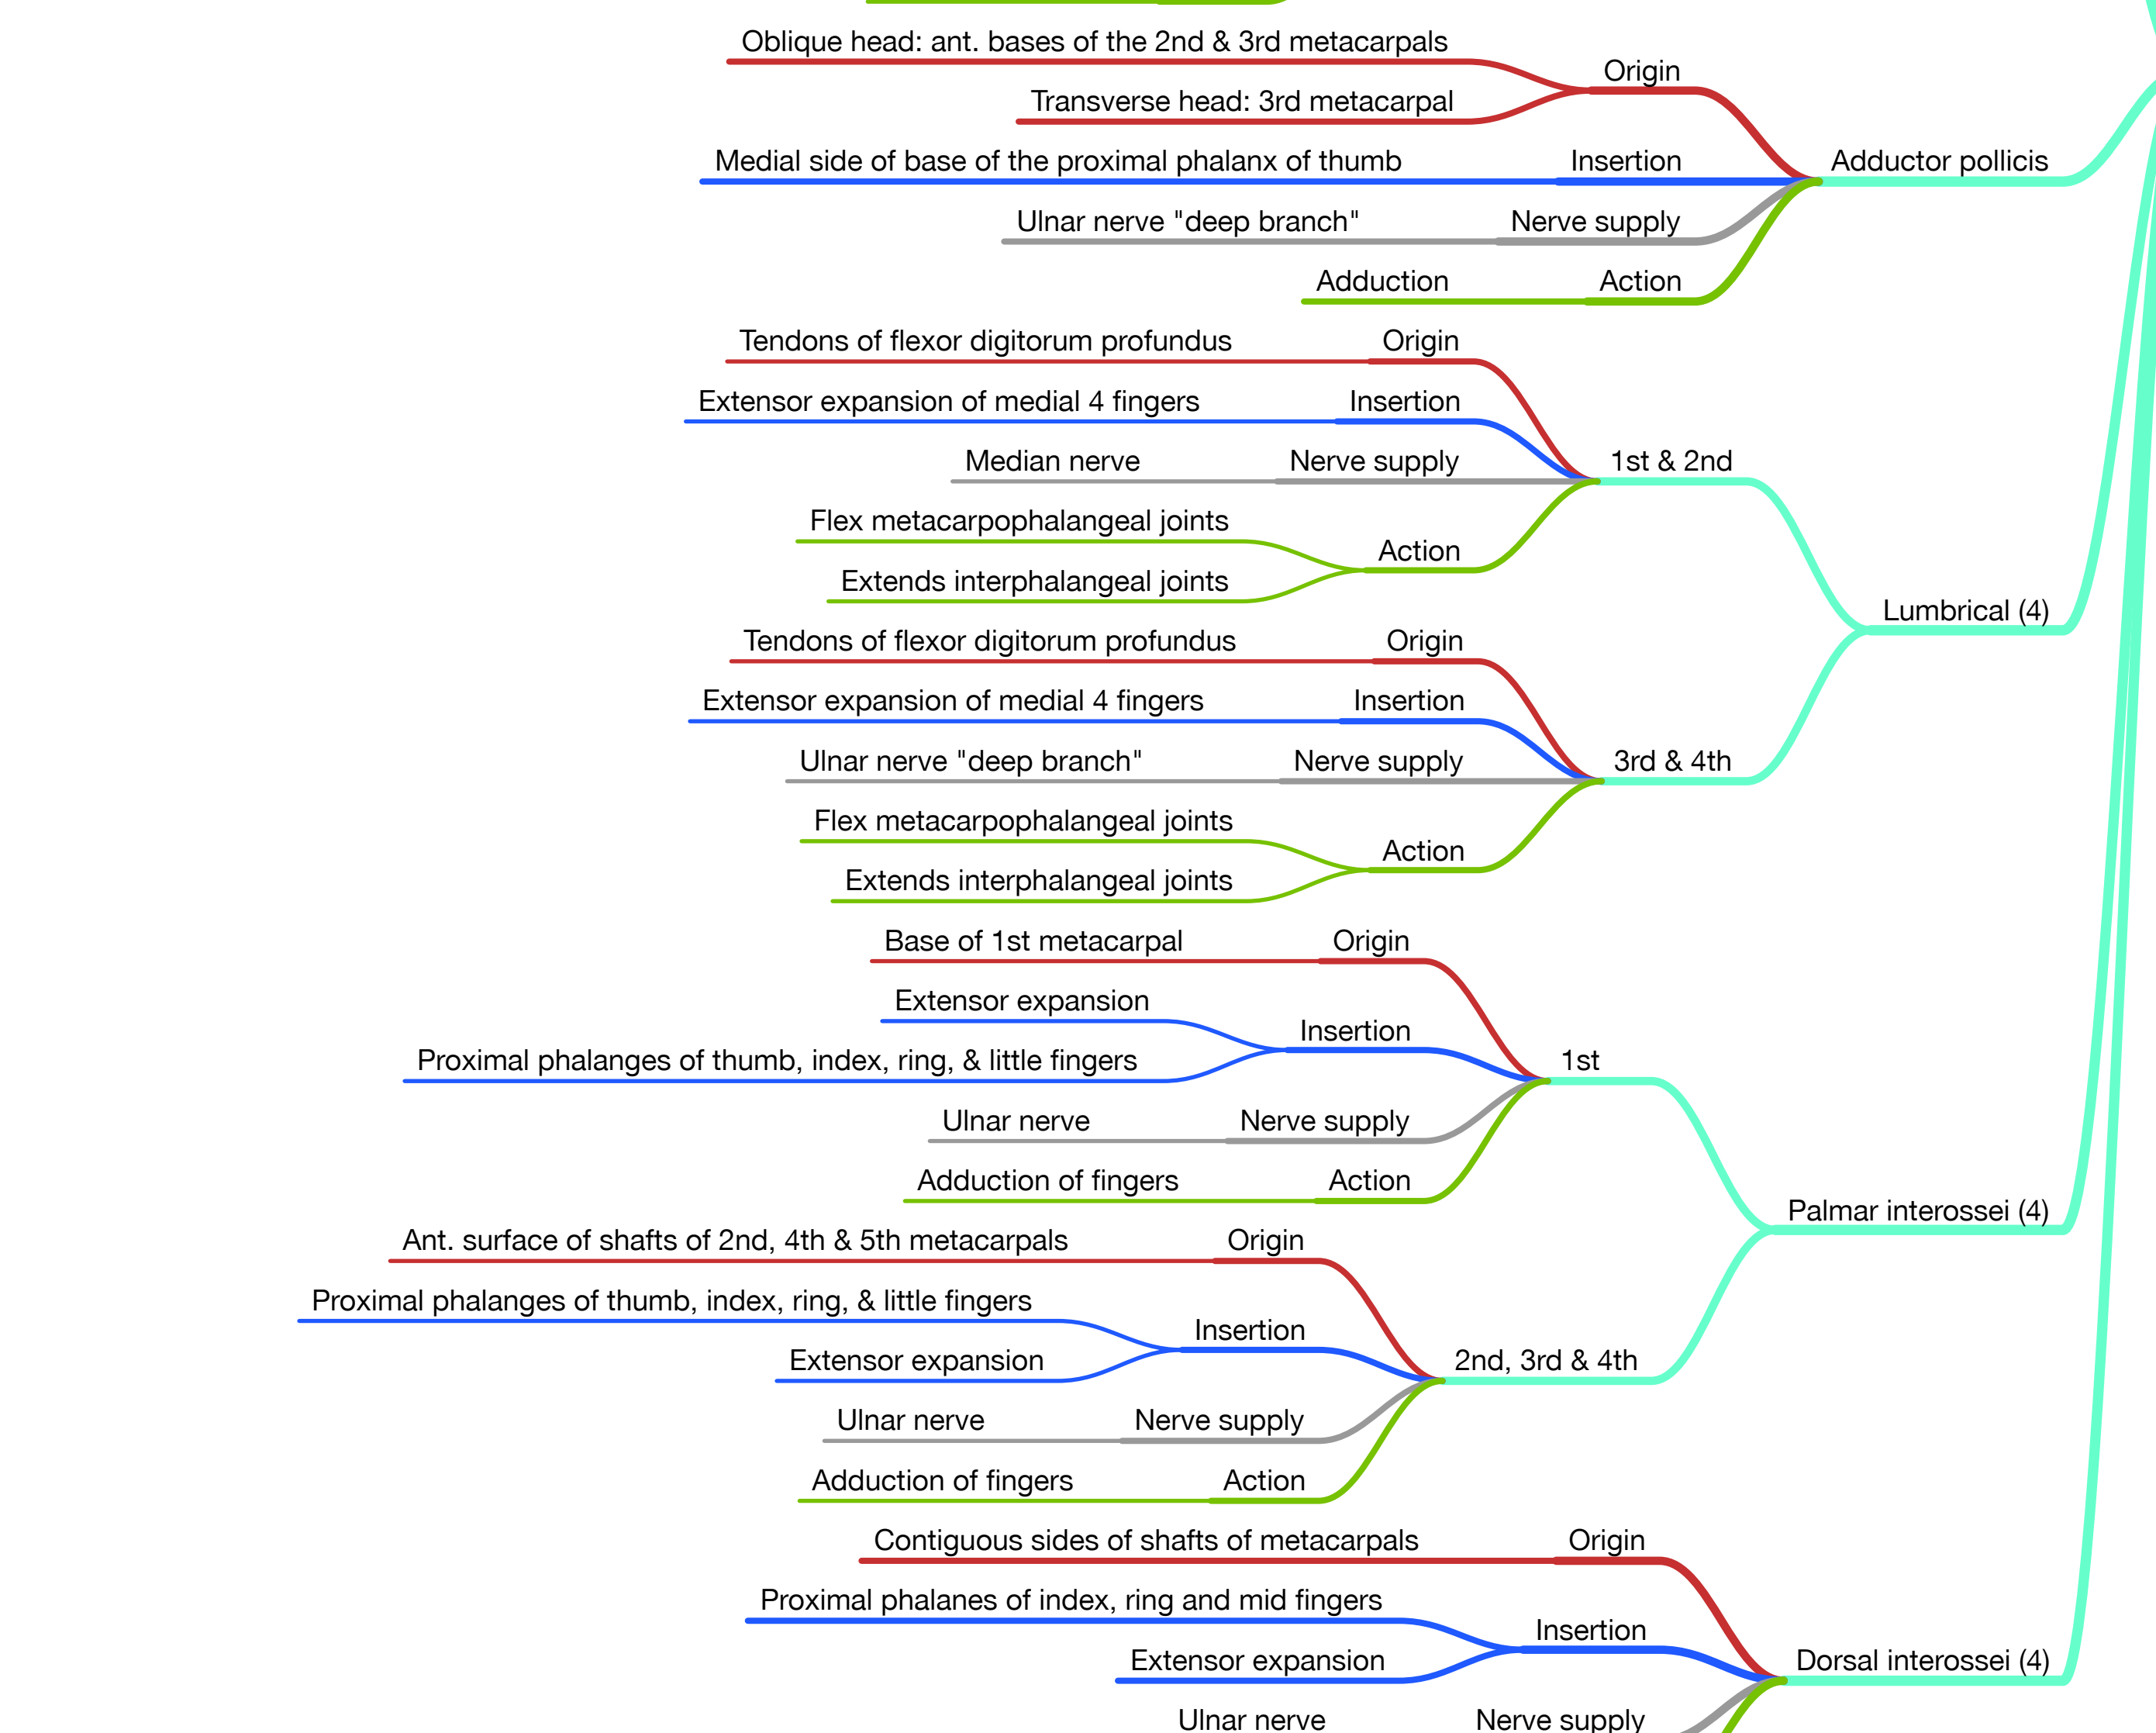 Oblique head: ant. bases of the 2nd & 3rd metacarpals
Origin
Transverse head: 3rd metacarpal
Medial side of base of the proximal phalanx of thumb
Insertion
Adductor pollicis
Ulnar nerve "deep branch"
Nerve supply
Adduction
Action
Tendons of flexor digitorum profundus
Origin
Extensor expansion of medial 4 fingers
Insertion
Median nerve
Nerve supply
1st & 2nd
Flex metacarpophalangeal joints
Action
Extends interphalangeal joints
Lumbrical (4)
Tendons of flexor digitorum profundus
Origin
Extensor expansion of medial 4 fingers
Insertion
Ulnar nerve "deep branch"
Nerve supply
3rd & 4th
Flex metacarpophalangeal joints
Action
Extends interphalangeal joints
Base of 1st metacarpal
Origin
Extensor expansion
Insertion
Proximal phalanges of thumb, index, ring, & little fingers
1st
Ulnar nerve
Nerve supply
Adduction of fingers
Action
Palmar interossei (4)
Ant. surface of shafts of 2nd, 4th & 5th metacarpals
Origin
Proximal phalanges of thumb, index, ring, & little fingers
Insertion
Extensor expansion
2nd, 3rd & 4th
Ulnar nerve
Nerve supply
Adduction of fingers
Action
Contiguous sides of shafts of metacarpals
Origin
Proximal phalanes of index, ring and mid fingers
Insertion
Extensor expansion
Dorsal interossei (4)
Ulnar nerve
Nerve supply